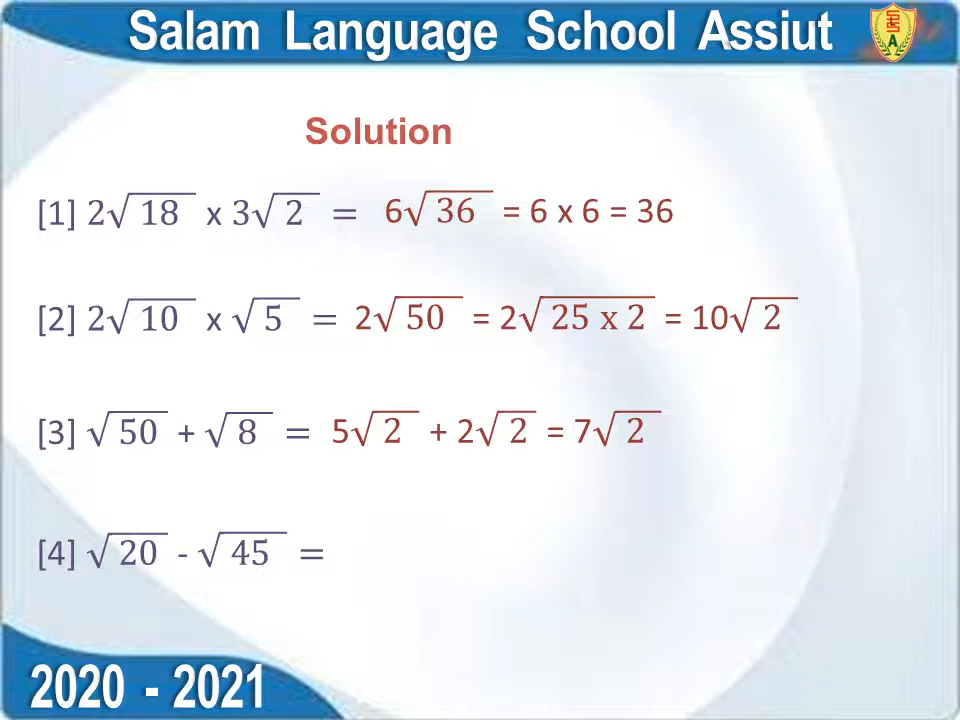 Salam Language School Assiut
Solution
[1] 2√18 x 3√2 = 6√36 = 6 x 6 = 36
[2] 2√10 x √5 = 2√50 = 2√25 x 2 = 10√2
[3] √50 + √8 = 5√2 + 2√2 = 7√2
[4] √20 - √45 =
2020 - 2021